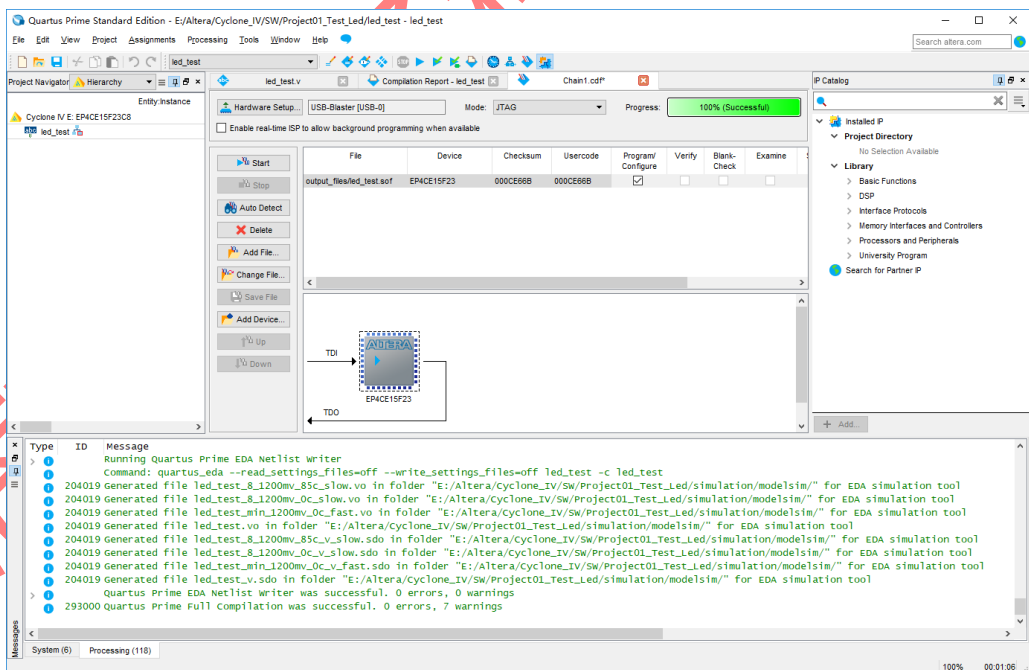 Quartus Prime Standard Edition - E:/Altera/Cyclone_IV/SW/Project01_Test_Led/led_test - led_test
File Edit View Project Assignments Processing Tools Window Help
Search altera.com
led_test
Project Navigator Hierarchy
led_test.v
Compilation Report - led_test
Chain1.cdf*
IP Catalog
Entity:Instance
Cyclone IV E: EP4CE15F23C8
led_test
Hardware Setup...
USB-Blaster [USB-0]
Mode: JTAG
Progress: 100% (Successful)
Enable real-time ISP to allow background programming when available
Start
Stop
Auto Detect
Delete
Add File...
Change File...
Save File
Add Device...
Up
Down
File Device Checksum Usercode Program/Configure Verify Blank-Check Examine
output_files/led_test.sof EP4CE15F23 000CE66B 000CE66B
TDI
ALTERA
EP4CE15F23
TDO
Installed IP
Project Directory
No Selection Available
Library
Basic Functions
DSP
Interface Protocols
Memory Interfaces and Controllers
Processors and Peripherals
University Program
Search for Partner IP
+ Add...
Type ID Message
Running Quartus Prime EDA Netlist Writer
Command: quartus_eda --read_settings_files=off --write_settings_files=off led_test -c led_test
204019 Generated file led_test_8_1200mv_85c_slow.vo in folder "E:/Altera/Cyclone_IV/SW/Project01_Test_Led/simulation/modelsim/" for EDA simulation tool
204019 Generated file led_test_8_1200mv_0c_slow.vo in folder "E:/Altera/Cyclone_IV/SW/Project01_Test_Led/simulation/modelsim/" for EDA simulation tool
204019 Generated file led_test_min_1200mv_0c_fast.vo in folder "E:/Altera/Cyclone_IV/SW/Project01_Test_Led/simulation/modelsim/" for EDA simulation tool
204019 Generated file led_test.vo in folder "E:/Altera/Cyclone_IV/SW/Project01_Test_Led/simulation/modelsim/" for EDA simulation tool
204019 Generated file led_test_8_1200mv_85c_v_slow.sdo in folder "E:/Altera/Cyclone_IV/SW/Project01_Test_Led/simulation/modelsim/" for EDA simulation tool
204019 Generated file led_test_8_1200mv_0c_v_slow.sdo in folder "E:/Altera/Cyclone_IV/SW/Project01_Test_Led/simulation/modelsim/" for EDA simulation tool
204019 Generated file led_test_min_1200mv_0c_v_fast.sdo in folder "E:/Altera/Cyclone_IV/SW/Project01_Test_Led/simulation/modelsim/" for EDA simulation tool
204019 Generated file led_test_v.sdo in folder "E:/Altera/Cyclone_IV/SW/Project01_Test_Led/simulation/modelsim/" for EDA simulation tool
Quartus Prime EDA Netlist Writer was successful. 0 errors, 0 warnings
293000 Quartus Prime Full Compilation was successful. 0 errors, 7 warnings
Messages
System (6) Processing (118)
100% 00:01:06